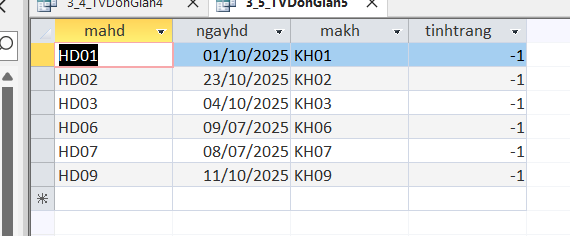 3_4_TVDonGian4 3_5_TVDonGian5
mahd ngayhd makh tinhtrang
HD01 01/10/2025 KH01 -1
HD02 23/10/2025 KH02 -1
HD03 04/10/2025 KH03 -1
HD06 09/07/2025 KH06 -1
HD07 08/07/2025 KH07 -1
HD09 11/10/2025 KH09 -1